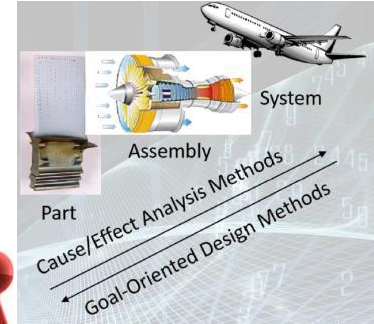 System
Assembly
Part
Cause/Effect Analysis Methods
Goal-Oriented Design Methods